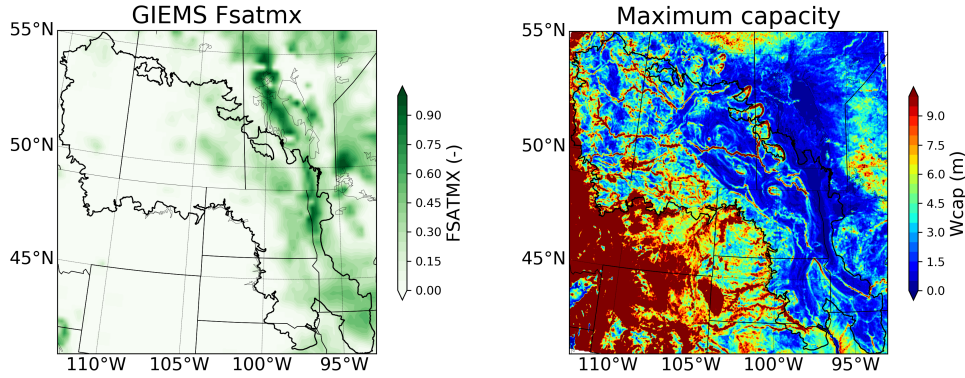 GIEMS Fsatmx
55°N
50°N
45°N
110°W 105°W 100°W 95°W
0.90
0.75
0.60
0.45
0.30
0.15
0.00
FSATMX (-)
Maximum capacity
55°N
50°N
45°N
110°W 105°W 100°W 95°W
9.0
7.5
6.0
4.5
3.0
1.5
0.0
Wcap (m)